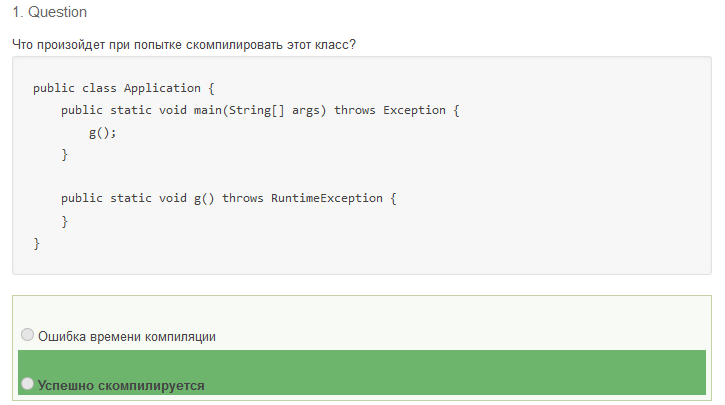 1. Question
Что произойдет при попытке скомпилировать этот класс?
public class Application {
    public static void main(String[] args) throws Exception {
        g();
    }

    public static void g() throws RuntimeException {
    }
}
Ошибка времени компиляции
Успешно скомпилируется